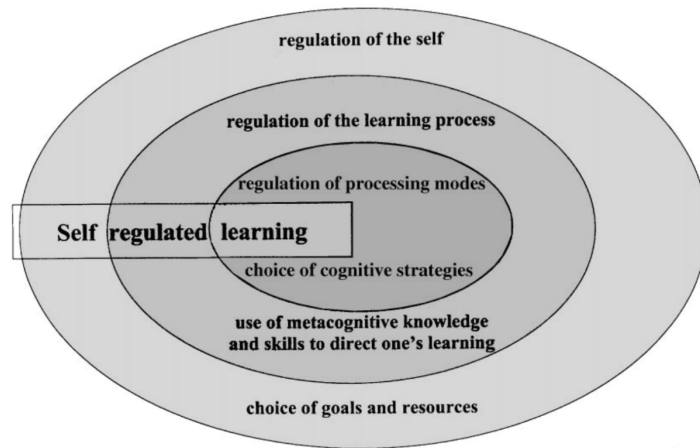 regulation of the self
regulation of the learning process
regulation of processing modes
Self regulated learning
choice of cognitive strategies
use of metacognitive knowledge
and skills to direct one's learning
choice of goals and resources